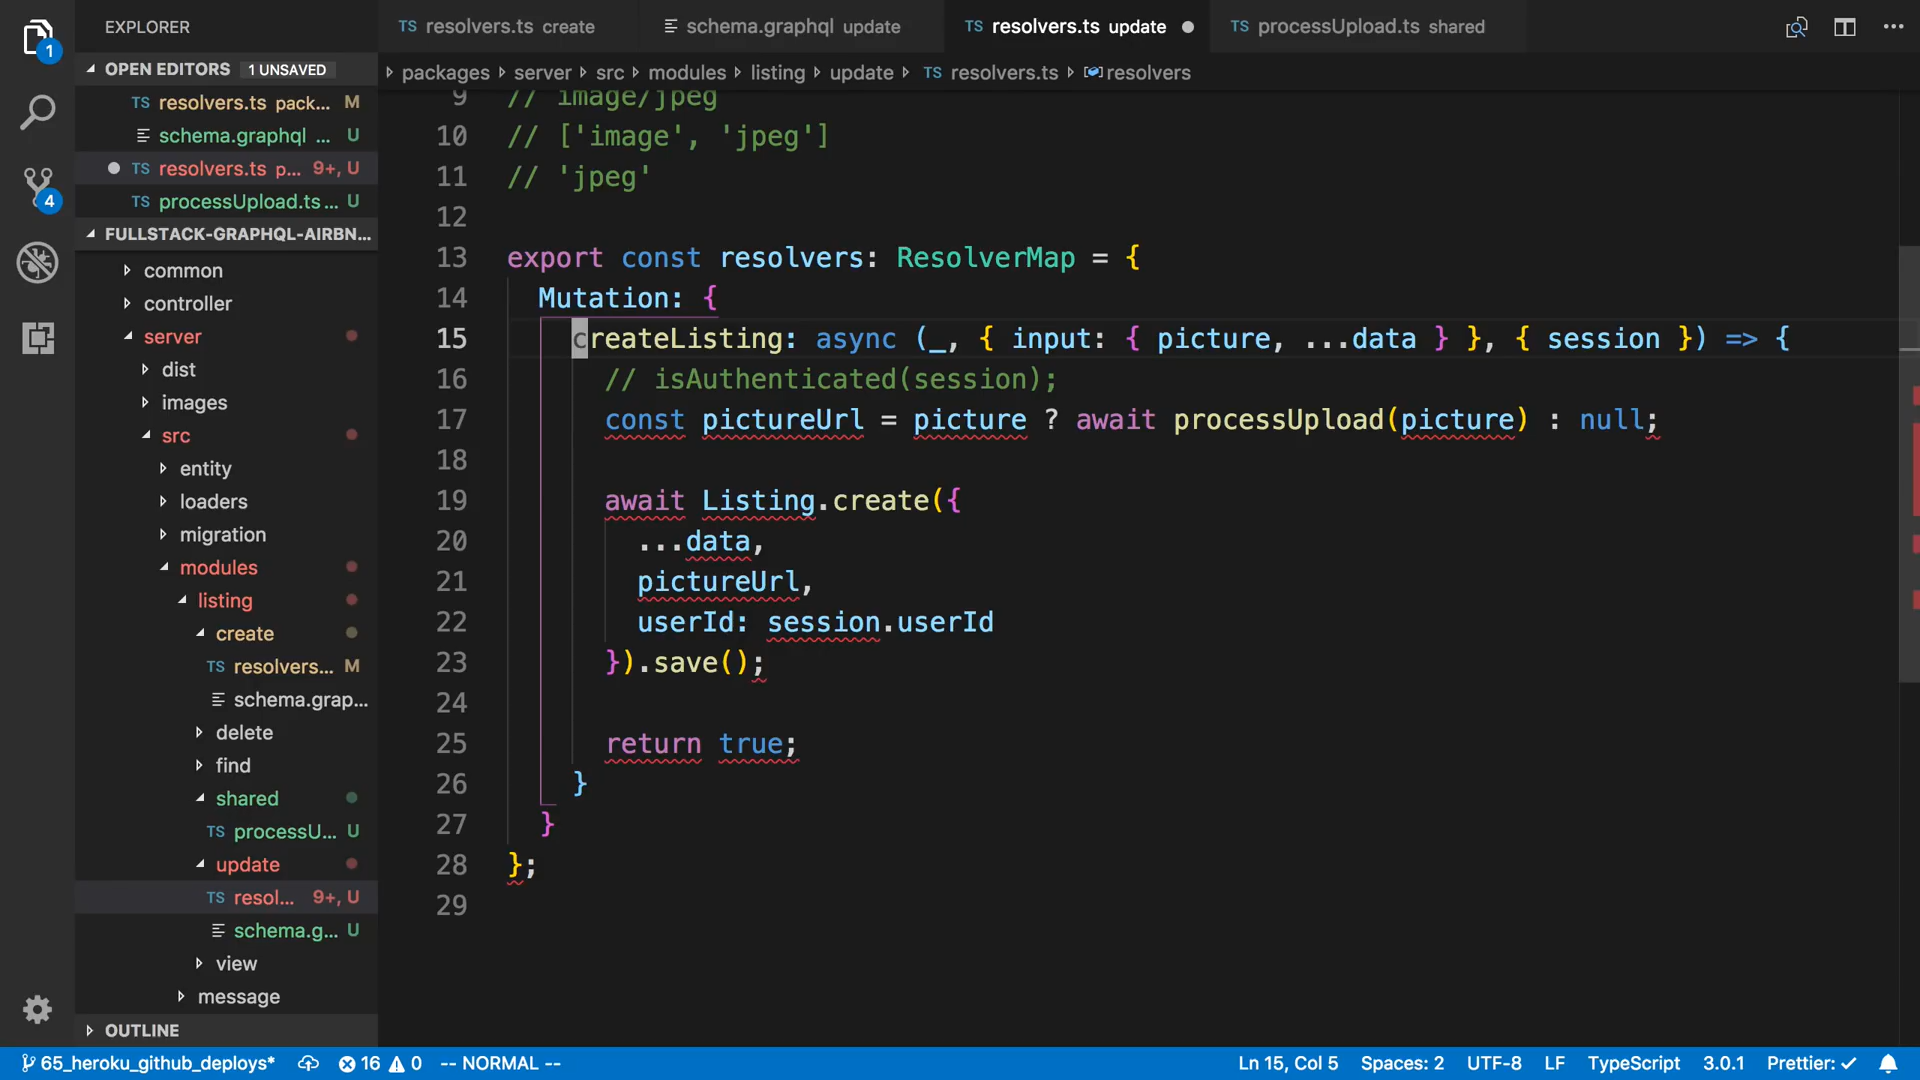 EXPLORER
TS resolvers.ts create
schema.graphql update
TS resolvers.ts update
TS processUpload.ts shared
1
OPEN EDITORS 1 UNSAVED
packages server src modules listing update TS resolvers.ts resolvers
TS resolvers.ts pack... M
schema.graphql ... U
TS resolvers.ts p... 9+, U
TS processUpload.ts ... U
4
FULLSTACK-GRAPHQL-AIRBN...
common
controller
server
dist
images
src
entity
loaders
migration
modules
listing
create
TS resolvers... M
schema.grap...
delete
find
shared
TS processU... U
update
TS resol... 9+, U
schema.g... U
view
message
OUTLINE
9 // image/jpeg
10 // ['image', 'jpeg']
11 // 'jpeg'
12
13 export const resolvers: ResolverMap = {
14 Mutation: {
15 createListing: async (_, { input: { picture, ...data } }, { session }) => {
16 // isAuthenticated(session);
17 const pictureUrl = picture ? await processUpload(picture) : null;
18
19 await Listing.create({
20 ...data,
21 pictureUrl,
22 userId: session.userId
23 }).save();
24
25 return true;
26 }
27 }
28 };
29
65_heroku_github_deploys* 16 0 -- NORMAL -- Ln 15, Col 5 Spaces: 2 UTF-8 LF TypeScript 3.0.1 Prettier: ✓